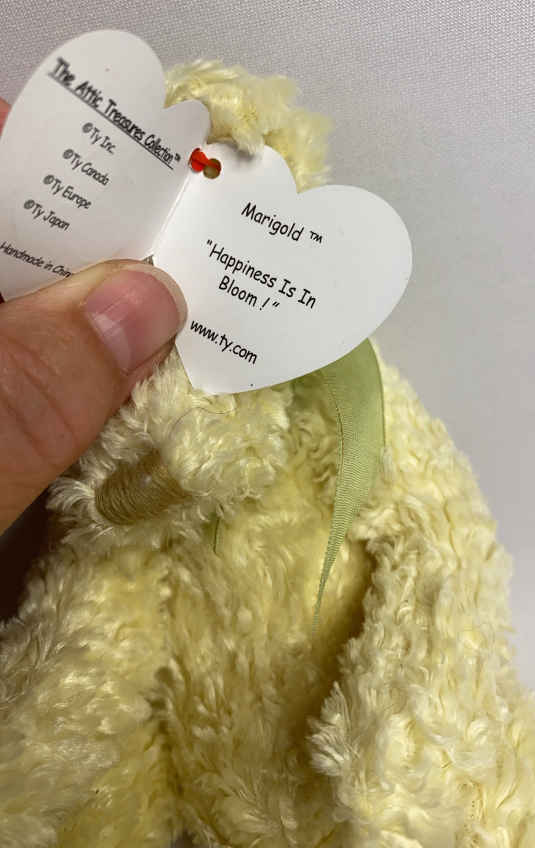 The Attic Treasures Collection™
©Ty Inc.
©Ty Canada
©Ty Europe
©Ty Japan
Handmade in
Marigold ™
"Happiness Is In
Bloom !"
www.ty.com